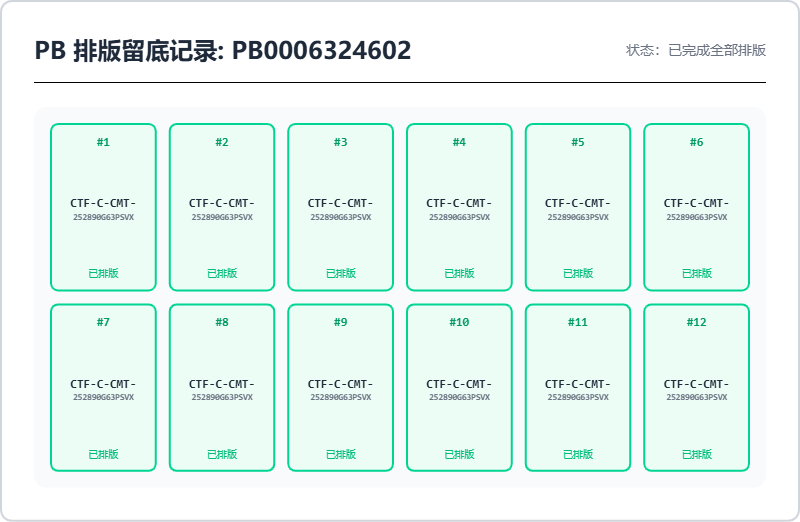 PB 排版留底记录: PB0006324602
状态：已完成全部排版
#1 #2 #3 #4 #5 #6
CTF-C-CMT- CTF-C-CMT- CTF-C-CMT- CTF-C-CMT- CTF-C-CMT- CTF-C-CMT-
252890G63PSVX 252890G63PSVX 252890G63PSVX 252890G63PSVX 252890G63PSVX 252890G63PSVX
已排版 已排版 已排版 已排版 已排版 已排版
#7 #8 #9 #10 #11 #12
CTF-C-CMT- CTF-C-CMT- CTF-C-CMT- CTF-C-CMT- CTF-C-CMT- CTF-C-CMT-
252890G63PSVX 252890G63PSVX 252890G63PSVX 252890G63PSVX 252890G63PSVX 252890G63PSVX
已排版 已排版 已排版 已排版 已排版 已排版